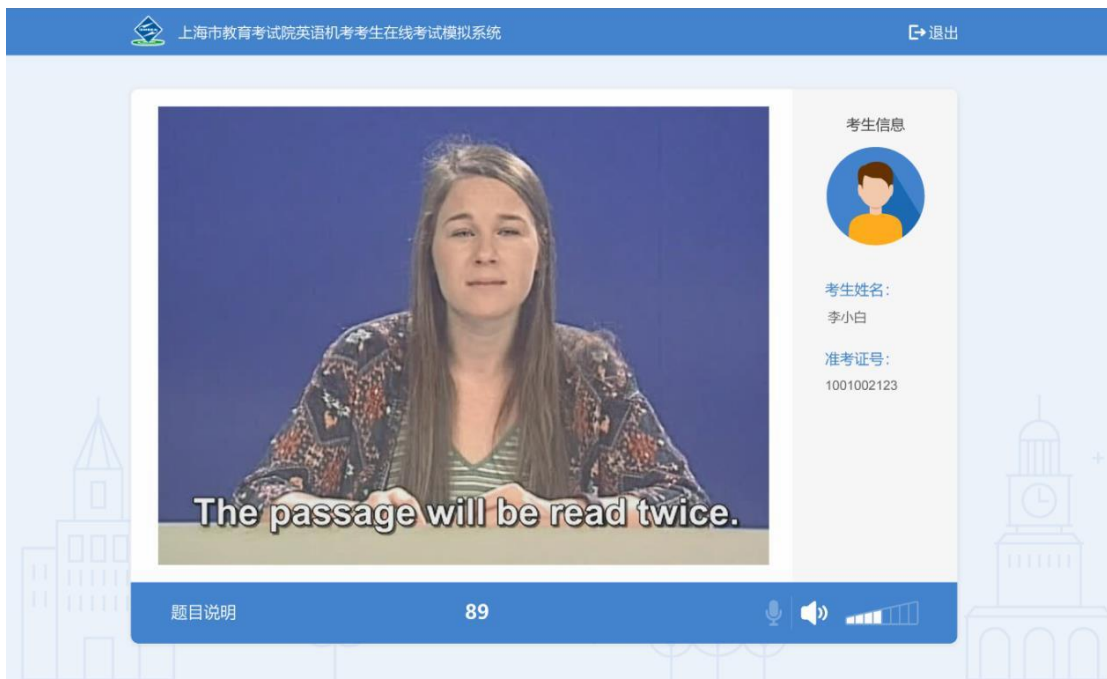 上海市教育考试院英语机考考生在线考试模拟系统
退出
考生信息
考生姓名：
李小白
准考证号：
1001002123
The passage will be read twice.
题目说明
89